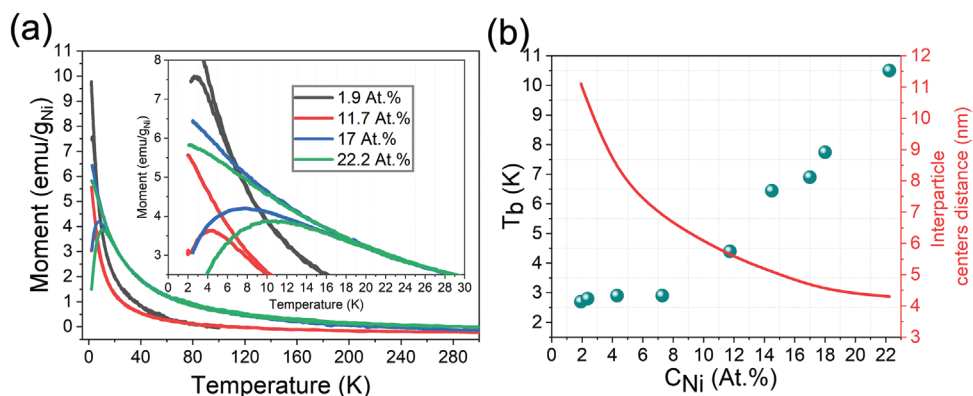 (a)
Moment (emu/gNi)
11
10
9
8
7
6
5
4
3
2
1
0
0
40
80
120
160
200
240
280
Temperature (K)
Moment (emu/gNi)
8
7
6
5
4
3
0 2 4 6 8 10 12 14 16 18 20 22 24 26 28 30
Temperature (K)
1.9 At.%
11.7 At.%
17 At.%
22.2 At.%
(b)
Tb (K)
11
10
9
8
7
6
5
4
3
2
0 2 4 6 8 10 12 14 16 18 20 22
CNi (At.%)
12
11
10
9
8
7
6
5
4
3
Interparticle
centers distance (nm)